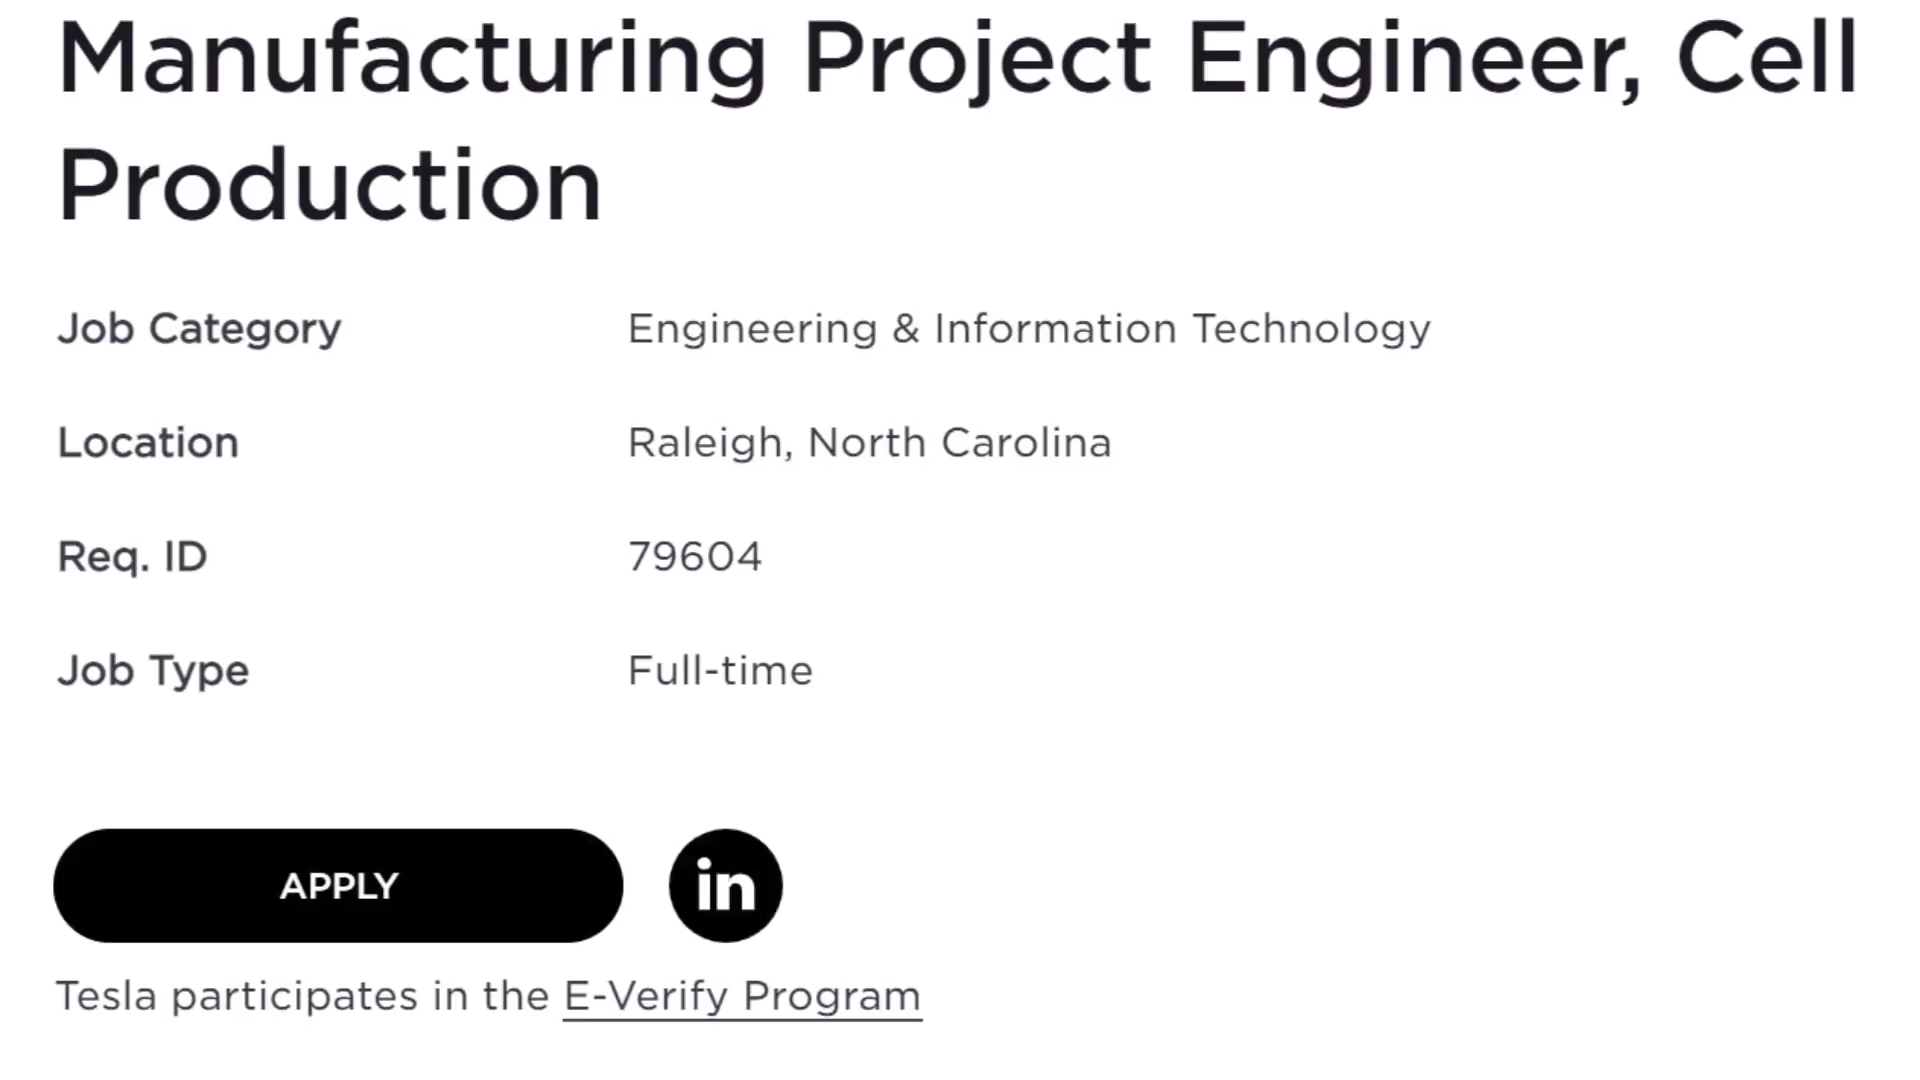 Manufacturing Project Engineer, Cell
Production
Job Category Engineering & Information Technology
Location Raleigh, North Carolina
Req. ID 79604
Job Type Full-time
APPLY in
Tesla participates in the E-Verify Program